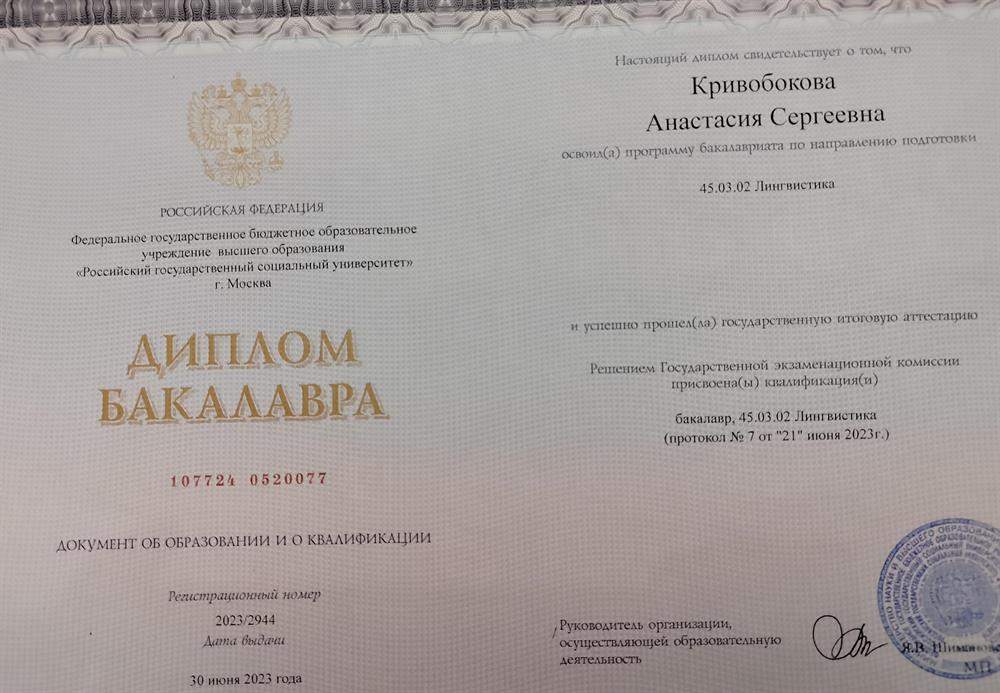 РОССИЙСКАЯ ФЕДЕРАЦИЯ
Федеральное государственное бюджетное образовательное
учреждение высшего образования
«Российский государственный социальный университет»
г. Москва
ДИПЛОМ
БАКАЛАВРА
107724 0520077
ДОКУМЕНТ ОБ ОБРАЗОВАНИИ И О КВАЛИФИКАЦИИ
Регистрационный номер
2023/2944
Дата выдачи
30 июня 2023 года
Настоящий диплом свидетельствует о том, что
Кривобокова
Анастасия Сергеевна
освоил(а) программу бакалавриата по направлению подготовки
45.03.02 Лингвистика
и успешно прошел(ла) государственную итоговую аттестацию
Решением Государственной экзаменационной комиссии
присвоена(ы) квалификация(и)
бакалавр, 45.03.02 Лингвистика
(протокол № 7 от "21" июня 2023г.)
Руководитель организации,
осуществляющей образовательную
деятельность
Я.В.
М.П.